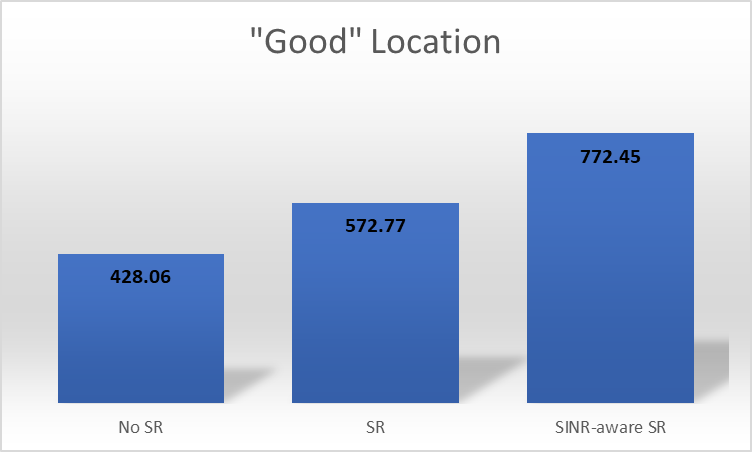 "Good" Location
772.45
572.77
428.06
No SR
SR
SINR-aware SR